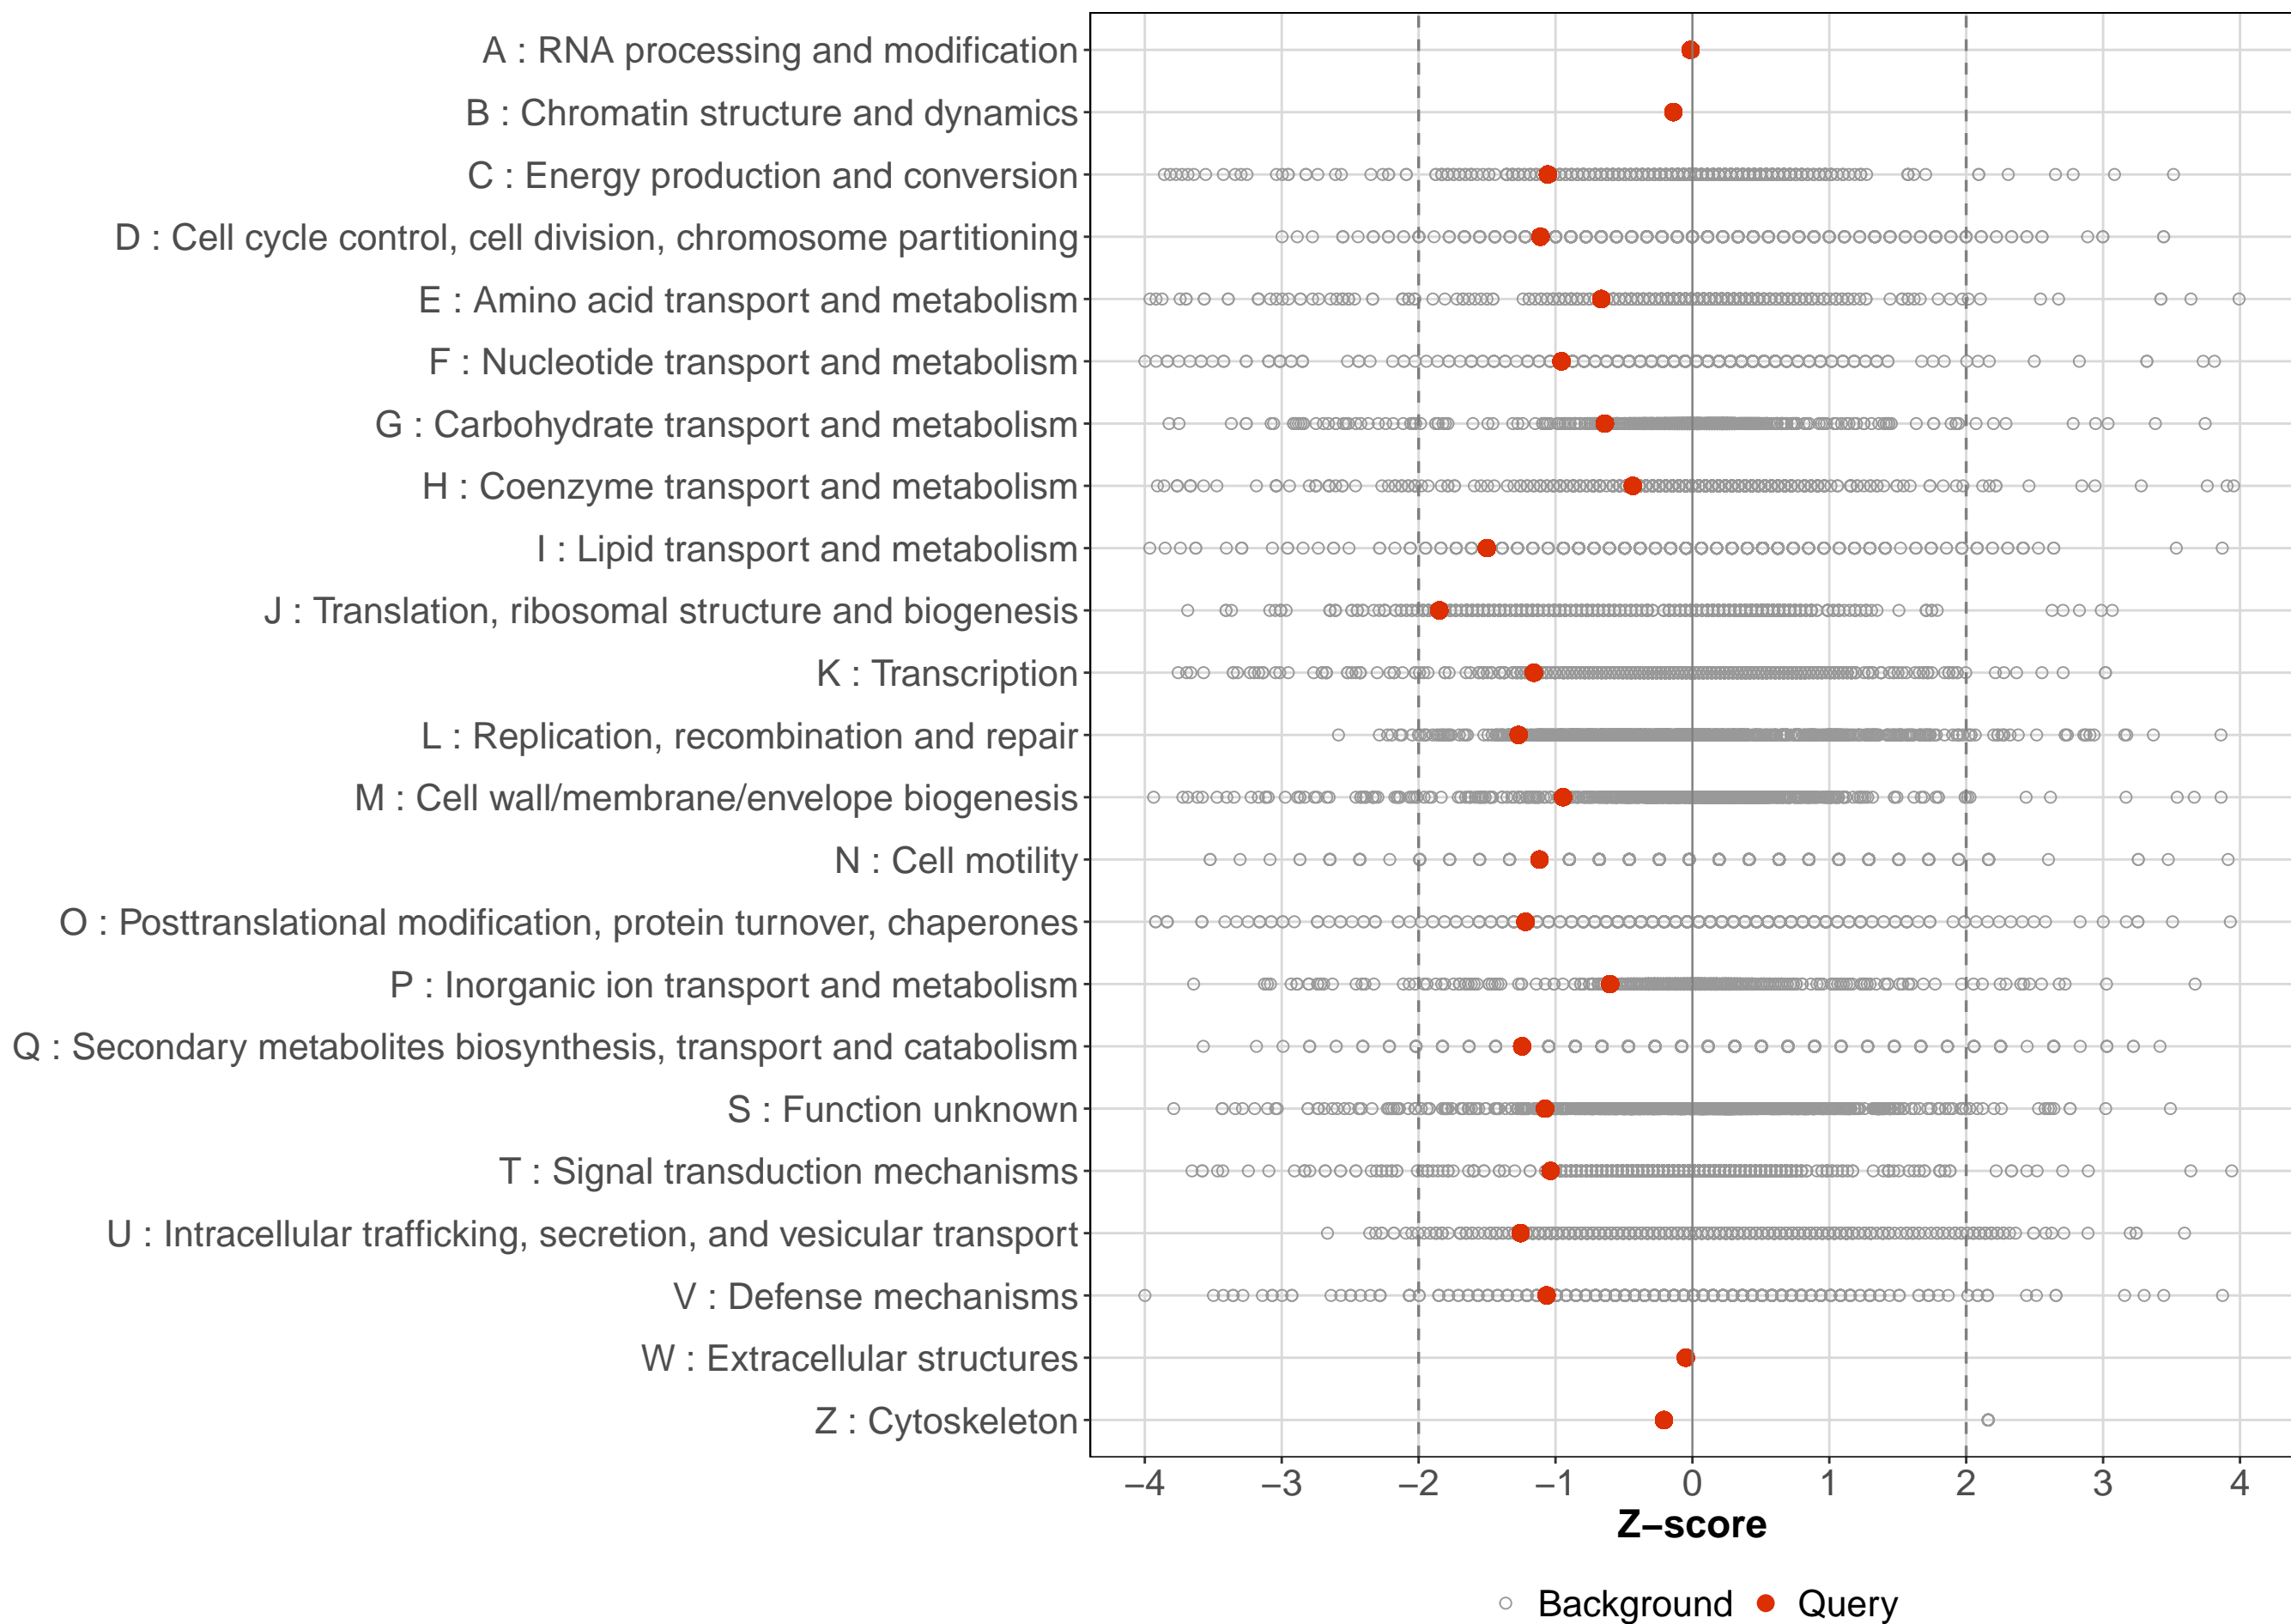 A : RNA processing and modification
B : Chromatin structure and dynamics
C : Energy production and conversion
D : Cell cycle control, cell division, chromosome partitioning
E : Amino acid transport and metabolism
F : Nucleotide transport and metabolism
G : Carbohydrate transport and metabolism
H : Coenzyme transport and metabolism
I : Lipid transport and metabolism
J : Translation, ribosomal structure and biogenesis
K : Transcription
L : Replication, recombination and repair
M : Cell wall/membrane/envelope biogenesis
N : Cell motility
O : Posttranslational modification, protein turnover, chaperones
P : Inorganic ion transport and metabolism
Q : Secondary metabolites biosynthesis, transport and catabolism
S : Function unknown
T : Signal transduction mechanisms
U : Intracellular trafficking, secretion, and vesicular transport
V : Defense mechanisms
W : Extracellular structures
Z : Cytoskeleton
−4 −3 −2 −1 0 1 2 3 4
Z−score
Background Query